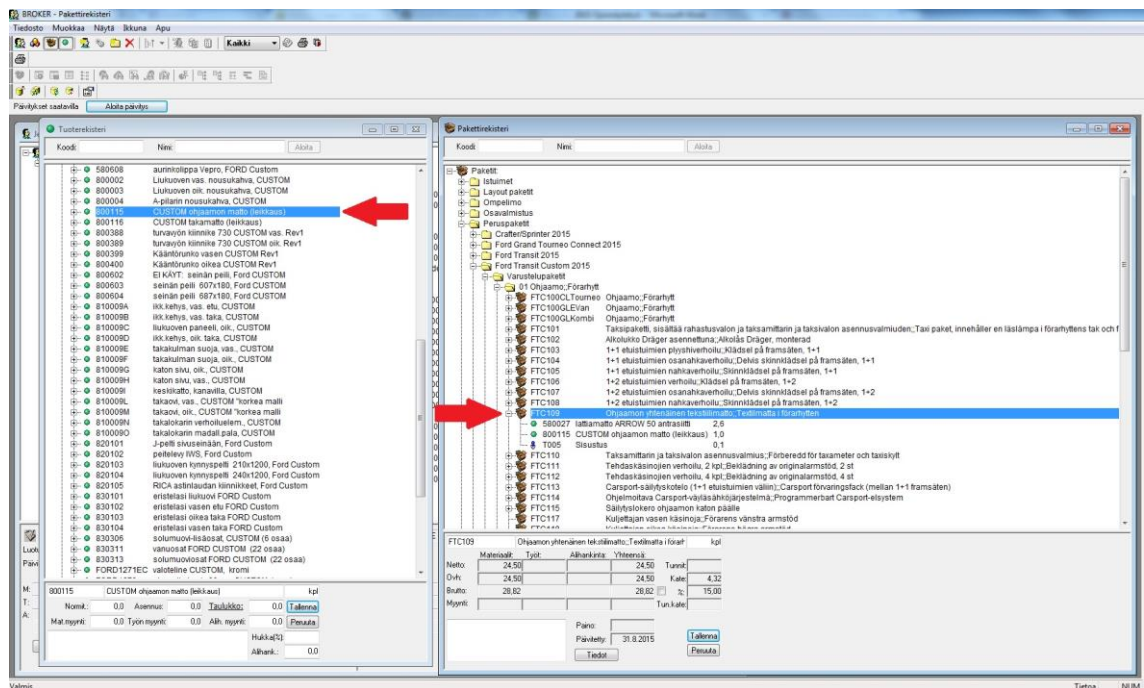 BROKER - Pakettirekisteri
Tiedosto Muokkaa Näytä Ikkuna Apu
Kaikki
Päivitykset saatavilla Aloita päivitys
Tuoterekisteri
Koodi: Nimi: Aloita
580608 aurinkolippa Vepro, FORD Custom
800002 Liukuoven vas. nousukahva, CUSTOM
800003 Liukuoven oik. nousukahva, CUSTOM
800004 A-pilarin nousukahva, CUSTOM
800115 CUSTOM ohjaamon matto (leikkaus)
800116 CUSTOM takamatto (leikkaus)
800388 turvavyön kiinnike 730 CUSTOM vas. Rev1
800389 turvavyön kiinnike 730 CUSTOM oik. Rev1
800399 Kääntörunko vasen CUSTOM Rev1
800400 Kääntörunko oikea CUSTOM Rev1
800602 EI KÄYT: seinän peili, Ford CUSTOM
800603 seinän peili 607x180, Ford CUSTOM
800604 seinän peili 687x180, Ford CUSTOM
810009A ikk.kehys, vas. etu, CUSTOM
810009B ikk.kehys, vas. taka, CUSTOM
810009C liukuoven paneeli, oik., CUSTOM
810009D ikk.kehys, oik. taka, CUSTOM
810009E takakulman suoja, vas., CUSTOM
810009F takakulman suoja, oik., CUSTOM
810009G katon sivu, oik., CUSTOM
810009H katon sivu, vas., CUSTOM
810009I keskikatto, kanavilla, CUSTOM
810009L takaovi, vas., CUSTOM "korkea malli
810009M takaovi, oik., CUSTOM "korkea malli
810009N takalokarin verhoiluelem., CUSTOM
810009O takalokarin madall.pala, CUSTOM
820101 J-pelti sivuseinään, Ford Custom
820102 peitelevy IWS, Ford Custom
820103 liukuoven kynnyspelti 210x1200, Ford Custom
820104 liukuoven kynnyspelti 240x1200, Ford Custom
820105 RICA astinlaudan kiinnikkeet, Ford Custom
830101 eristelasi liukuovi FORD Custom
830102 eristelasi vasen etu FORD Custom
830103 eristelasi oikea taka FORD Custom
830104 eristelasi vasen taka FORD Custom
830306 solumuovi-lisäosat, CUSTOM (6 osaa)
830311 vanuosat FORD CUSTOM (22 osaa)
830313 solumuoviosat FORD CUSTOM (22 osaa)
FORD1271EC valoteline CUSTOM, kromi
800115 CUSTOM ohjaamon matto (leikkaus) kpl
Normit.: 0,0 Asennus: 0,0 Taulukko: 0,0 Tallenna
Mat.myynti: 0,0 Työn myynti: 0,0 Alih. myynti: 0,0 Peruuta
Hukka(%):
Alihank.: 0,0
Pakettirekisteri
Koodi: Nimi: Aloita
Paketit
Istuimet
Layout paketit
Ompelimo
Osavalmistus
Peruspaketit
Crafter/Sprinter 2015
Ford Grand Tourneo Connect 2015
Ford Transit 2015
Ford Transit Custom 2015
Varustelupaketit
01 Ohjaamo;;Förarhytt
FTC100CLTourneo Ohjaamo;;Förarhytt
FTC100GLEVan Ohjaamo;;Förarhytt
FTC100GLKombi Ohjaamo;;Förarhytt
FTC101 Taksipaketti, sisältää rahastusvalon ja taksamittarin ja taksivalon asennusvalmiuden;;Taxi paket, innehåller en läslampa i förarhyttens tak och f
FTC102 Alkolukko Dräger asennettuna;;Alkolås Dräger, monterad
FTC103 1+1 etuistuimien plyyshiverhoilu;;Klädsel på framsäten, 1+1
FTC104 1+1 etuistuimien osanahkaverhoilu;;Delvis skinnklädsel på framsäten, 1+1
FTC105 1+1 etuistuimien nahkaverhoilu;;Skinnklädsel på framsäten, 1+1
FTC106 1+2 etuistuimien verhoilu;;Klädsel på framsäten, 1+2
FTC107 1+2 etuistuimien osanahkaverhoilu;;Delvis skinnklädsel på framsäten, 1+2
FTC108 1+2 etuistuimien nahkaverhoilu;;Skinnklädsel på framsäten, 1+2
FTC109 Ohjaamon yhtenäinen tekstiilimatto;;Textilmatta i förarhytten
580027 lattiamatto ARROW 50 antrasiitti 2,6
800115 CUSTOM ohjaamon matto (leikkaus) 1,0
T005 Sisustus 0,1
FTC110 Taksamittarin ja taksivalon asennusvalmius;;Förberedd för taxameter och taxiskylt
FTC111 Tehdaskäsinojien verhoilu, 2 kpl;;Beklädning av originalarmstöd, 2 st
FTC112 Tehdaskäsinojien verhoilu, 4 kpl;;Beklädning av originalarmstöd, 4 st
FTC113 Carsport-säilytyskotelo (1+1 etuistuimien väliin);;Carsport förvaringsfack (mellan 1+1 framsäten)
FTC114 Ohjelmoitava Carsport-väyläsähköjärjestelmä;;Programmerbart Carsport-elsystem
FTC115 Säilytyslokero ohjaamon katon päälle
FTC117 Kuljettajan vasen käsinoja;;Förarens vänstra armstöd
FTC109 Ohjaamon yhtenäinen tekstiilimatto;;Textilmatta i förarh kpl
Materiaalit: Työt: Alihankinta: Yhteensä:
Netto: 24,50 24,50 Tunnit:
Ovh: 24,50 24,50 Kate: 4,32
Brutto: 28,82 28,82 %: 15,00
Myynti: Tun.kate:
Paino:
Päivitetty: 31.8.2015 Tallenna
Tiedot Peruuta
Valmis Tietoa NUM